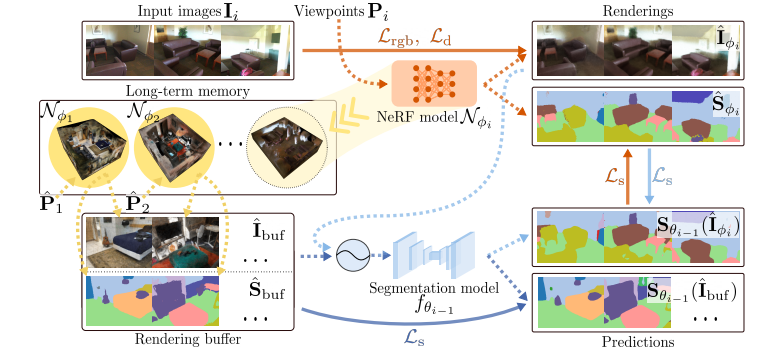 Input images I_i
Viewpoints P_i
Renderings
L_rgb, L_d
Î_ϕi
Long-term memory
N_ϕ1
N_ϕ2
...
NeRF model N_ϕi
Ŝ_ϕi
P̂_1
P̂_2
L_s
L_s
Î_buf
...
Ŝ_buf
...
Segmentation model
f_θi−1
S_θi−1(Î_ϕi)
S_θi−1(Î_buf)
...
Rendering buffer
L_s
Predictions